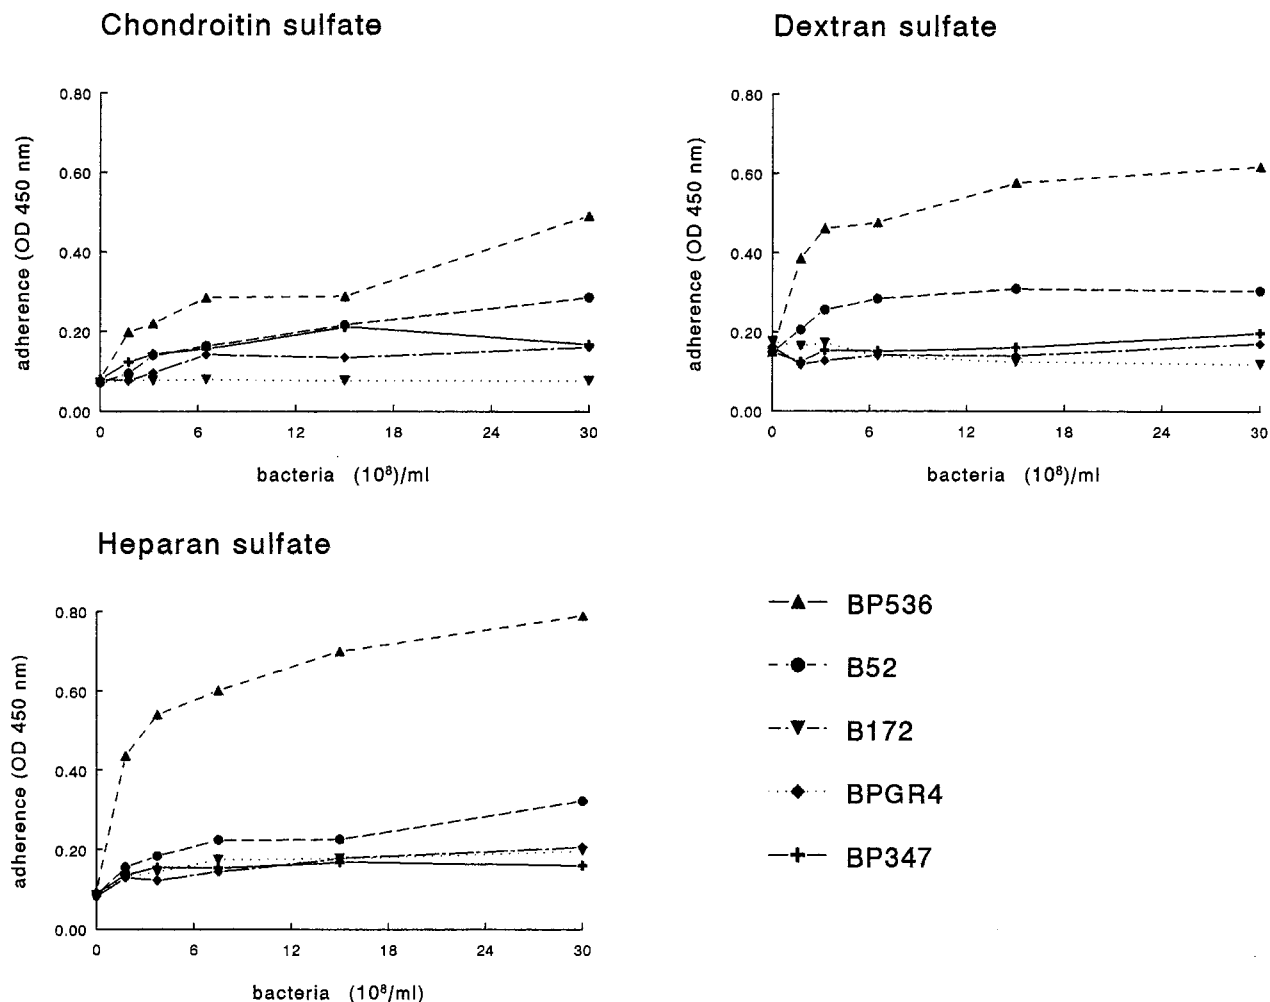 Chondroitin sulfate
adherence (OD 450 nm)
0.80
0.60
0.40
0.20
0.00
0 6 12 18 24 30
bacteria (10⁸)/ml
Dextran sulfate
adherence (OD 450 nm)
0.80
0.60
0.40
0.20
0.00
0 6 12 18 24 30
bacteria (10⁸)/ml
Heparan sulfate
adherence (OD 450 nm)
0.80
0.60
0.40
0.20
0.00
0 6 12 18 24 30
bacteria (10⁸/ml)
BP536
B52
B172
BPGR4
BP347